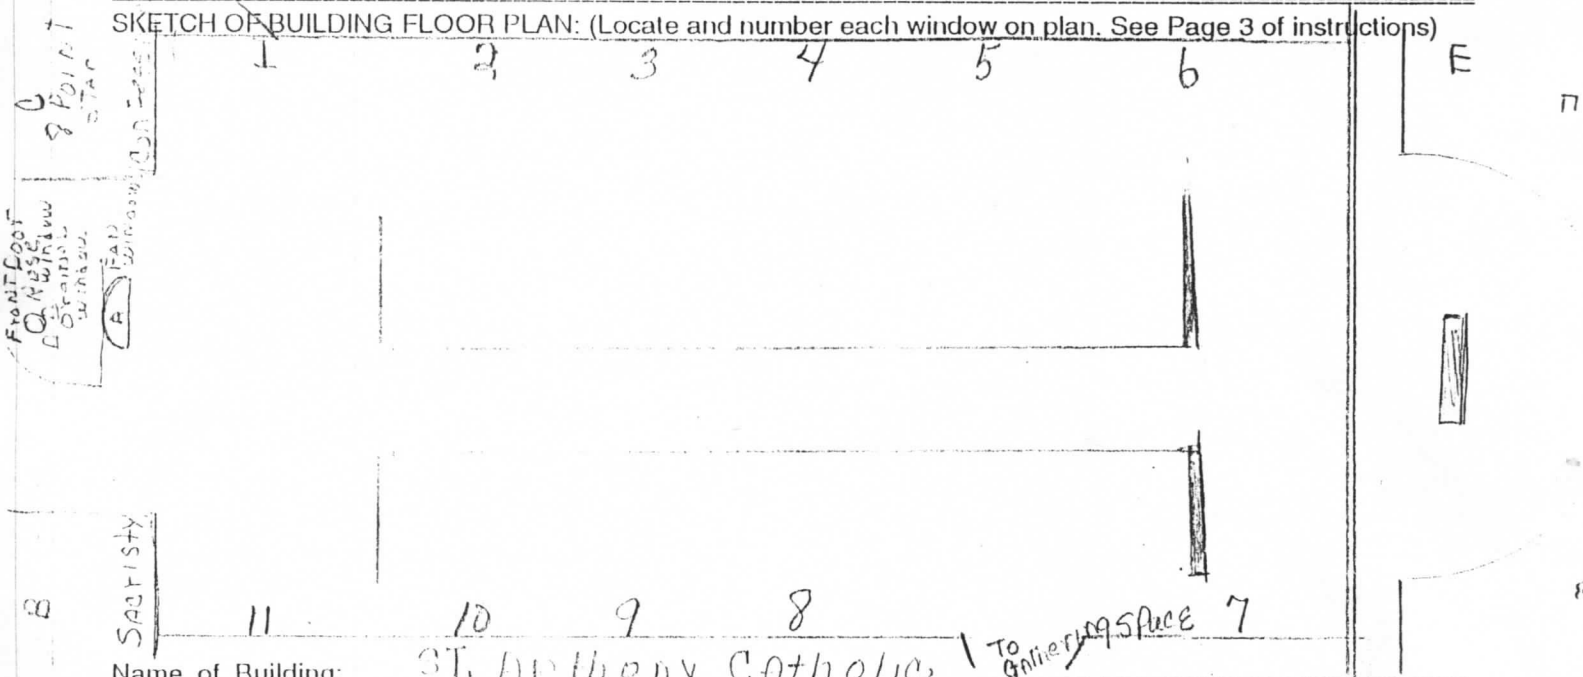 SKETCH OF BUILDING FLOOR PLAN: (Locate and number each window on plan. See Page 3 of instructions)
1 2 3 4 5 6 E
C
8 POINT
STAR
FRONT DOOR
Rose
Window
Window
FAN
Window
A
B
SACristy
11 10 9 8 7
To
Gathering SPACE
Name of Building: ST. Anthony Catholic